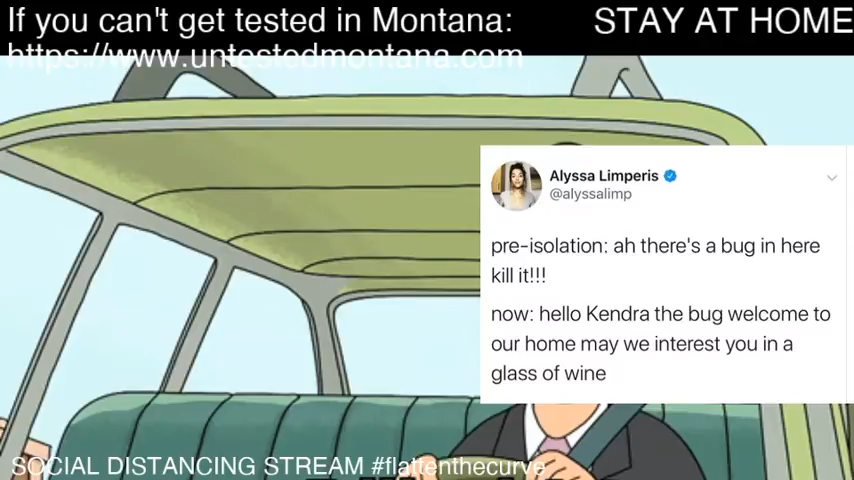 If you can't get tested in Montana:
STAY AT HOME
https://www.untestedmontana.com
Alyssa Limperis
@alyssalimp
pre-isolation: ah there's a bug in here
kill it!!!
now: hello Kendra the bug welcome to
our home may we interest you in a
glass of wine
SOCIAL DISTANCING STREAM #flattenthecurve